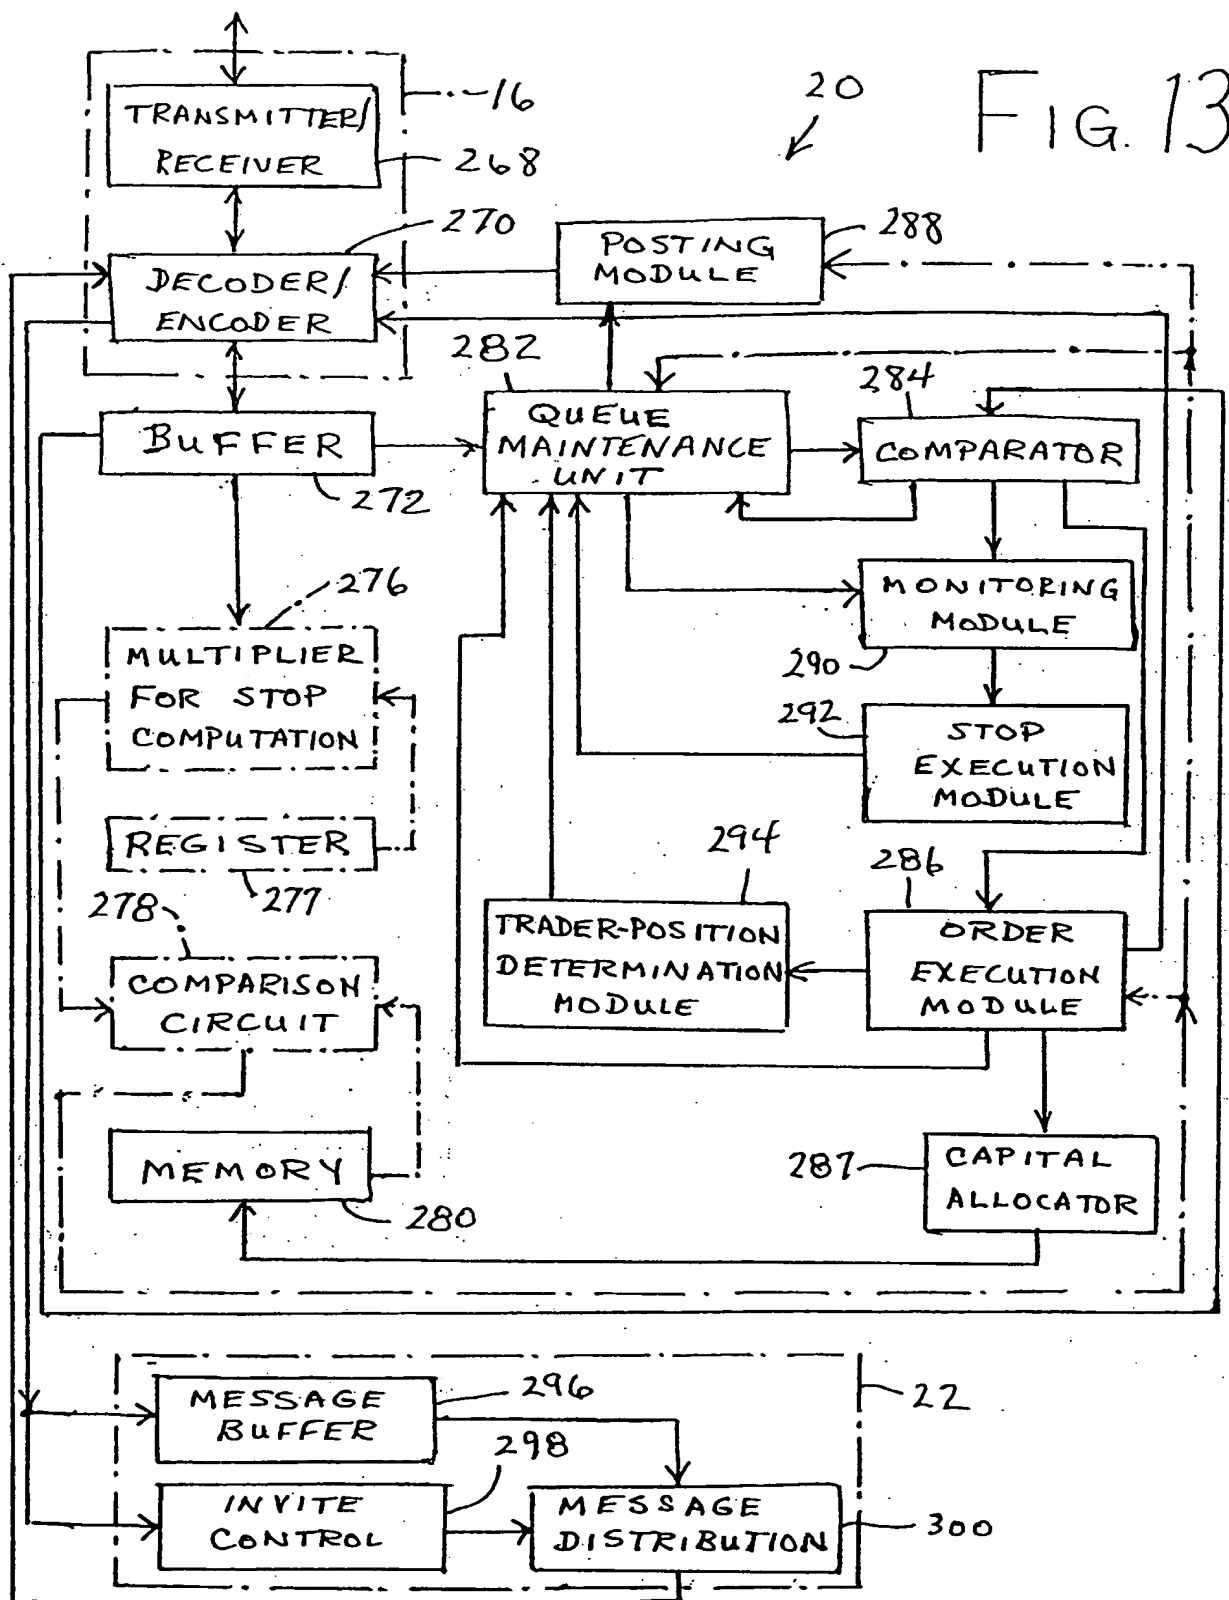 FIG. 13
20
16
TRANSMITTER/
RECEIVER
268
270
DECODER/
ENCODER
POSTING
MODULE
288
282
284
BUFFER
272
QUEUE
MAINTENANCE
UNIT
COMPARATOR
276
MULTIPLIER
FOR STOP
COMPUTATION
MONITORING
MODULE
290
292
STOP
EXECUTION
MODULE
REGISTER
277
294
286
278
COMPARISON
CIRCUIT
TRADER-POSITION
DETERMINATION
MODULE
ORDER
EXECUTION
MODULE
MEMORY
280
287
CAPITAL
ALLOCATOR
MESSAGE
BUFFER
296
22
298
INVITE
CONTROL
MESSAGE
DISTRIBUTION
300